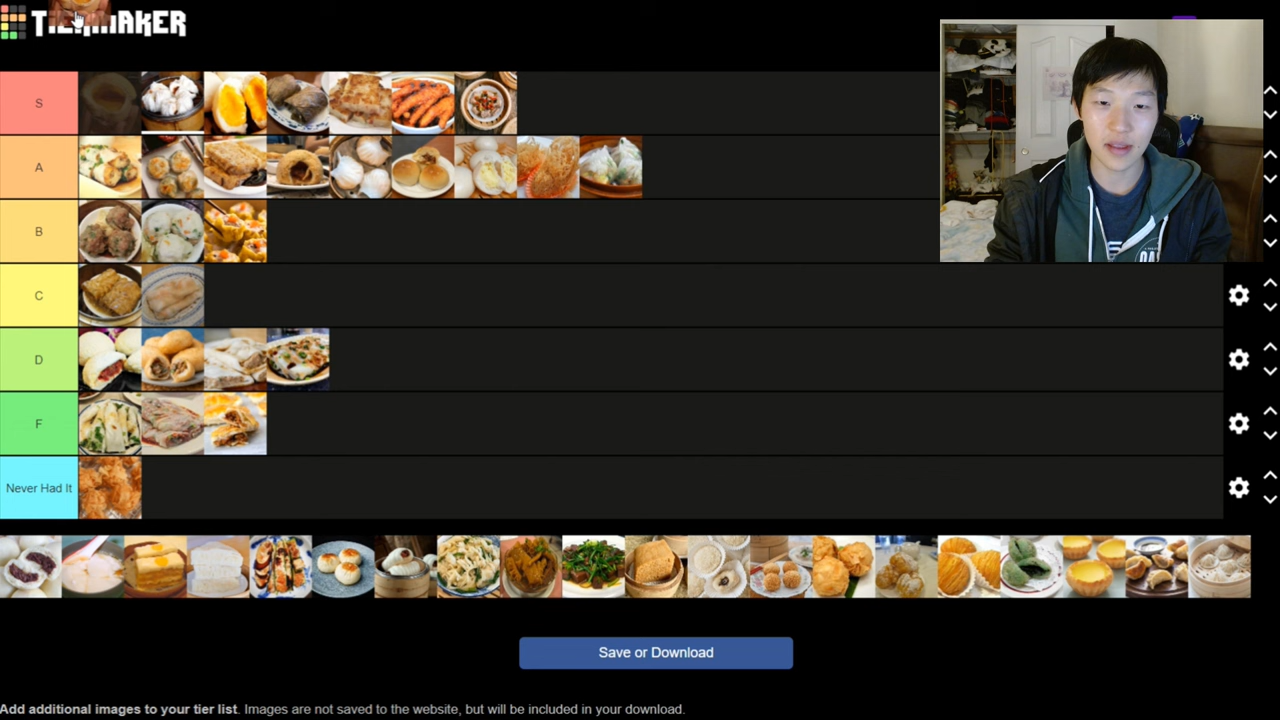 TIERMAKER
S
A
B
C
D
F
Never Had It
Save or Download
Add additional images to your tier list. Images are not saved to the website, but will be included in your download.